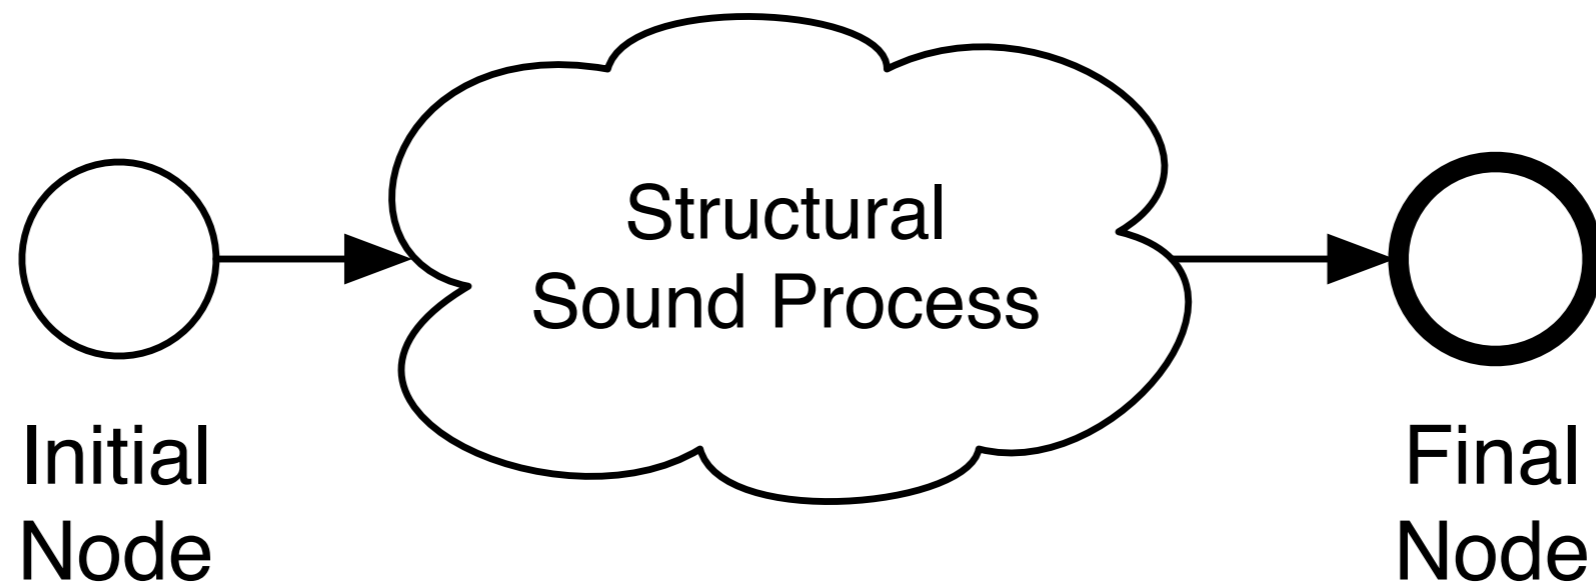 Structural
Sound Process
Initial
Node
Final
Node